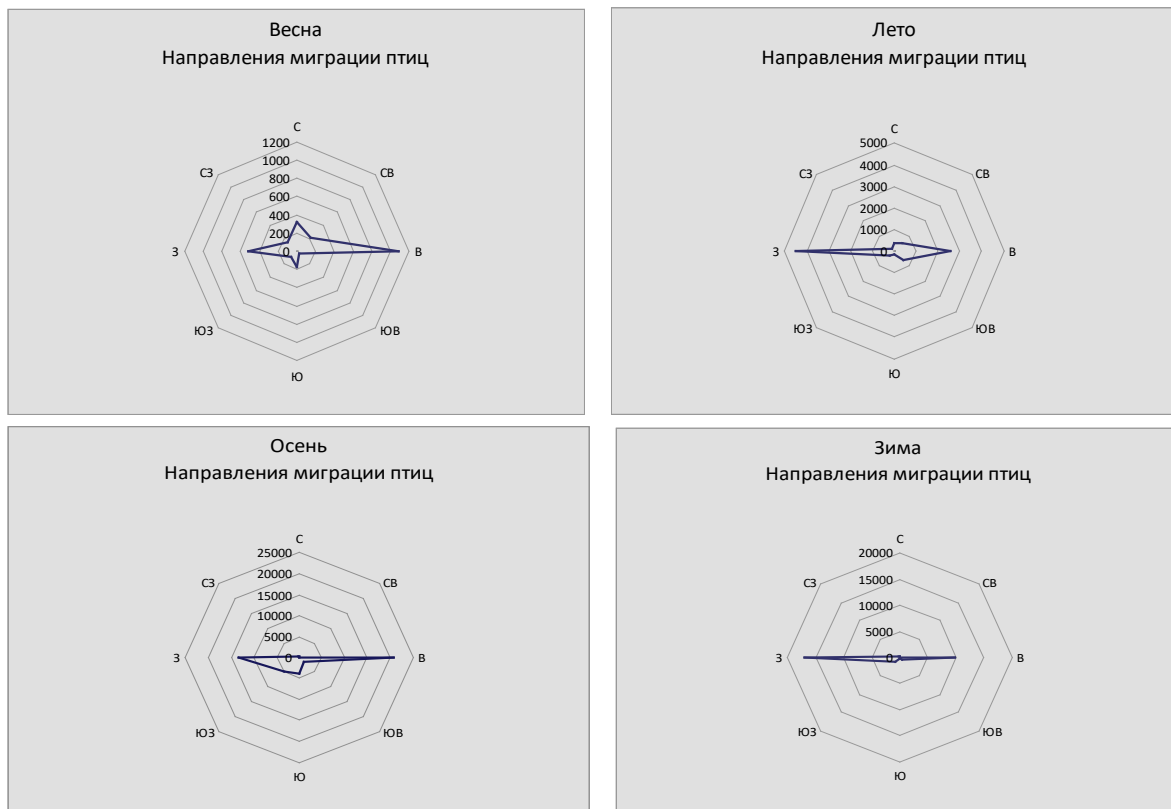 Весна
Направления миграции птиц
С
1200
1000
800
600
400
200
0
СВ
В
ЮВ
Ю
ЮЗ
З
СЗ
Лето
Направления миграции птиц
С
5000
4000
3000
2000
1000
0
СВ
В
ЮВ
Ю
ЮЗ
З
СЗ
Осень
Направления миграции птиц
С
25000
20000
15000
10000
5000
0
СВ
В
ЮВ
Ю
ЮЗ
З
СЗ
Зима
Направления миграции птиц
С
20000
15000
10000
5000
0
СВ
В
ЮВ
Ю
ЮЗ
З
СЗ